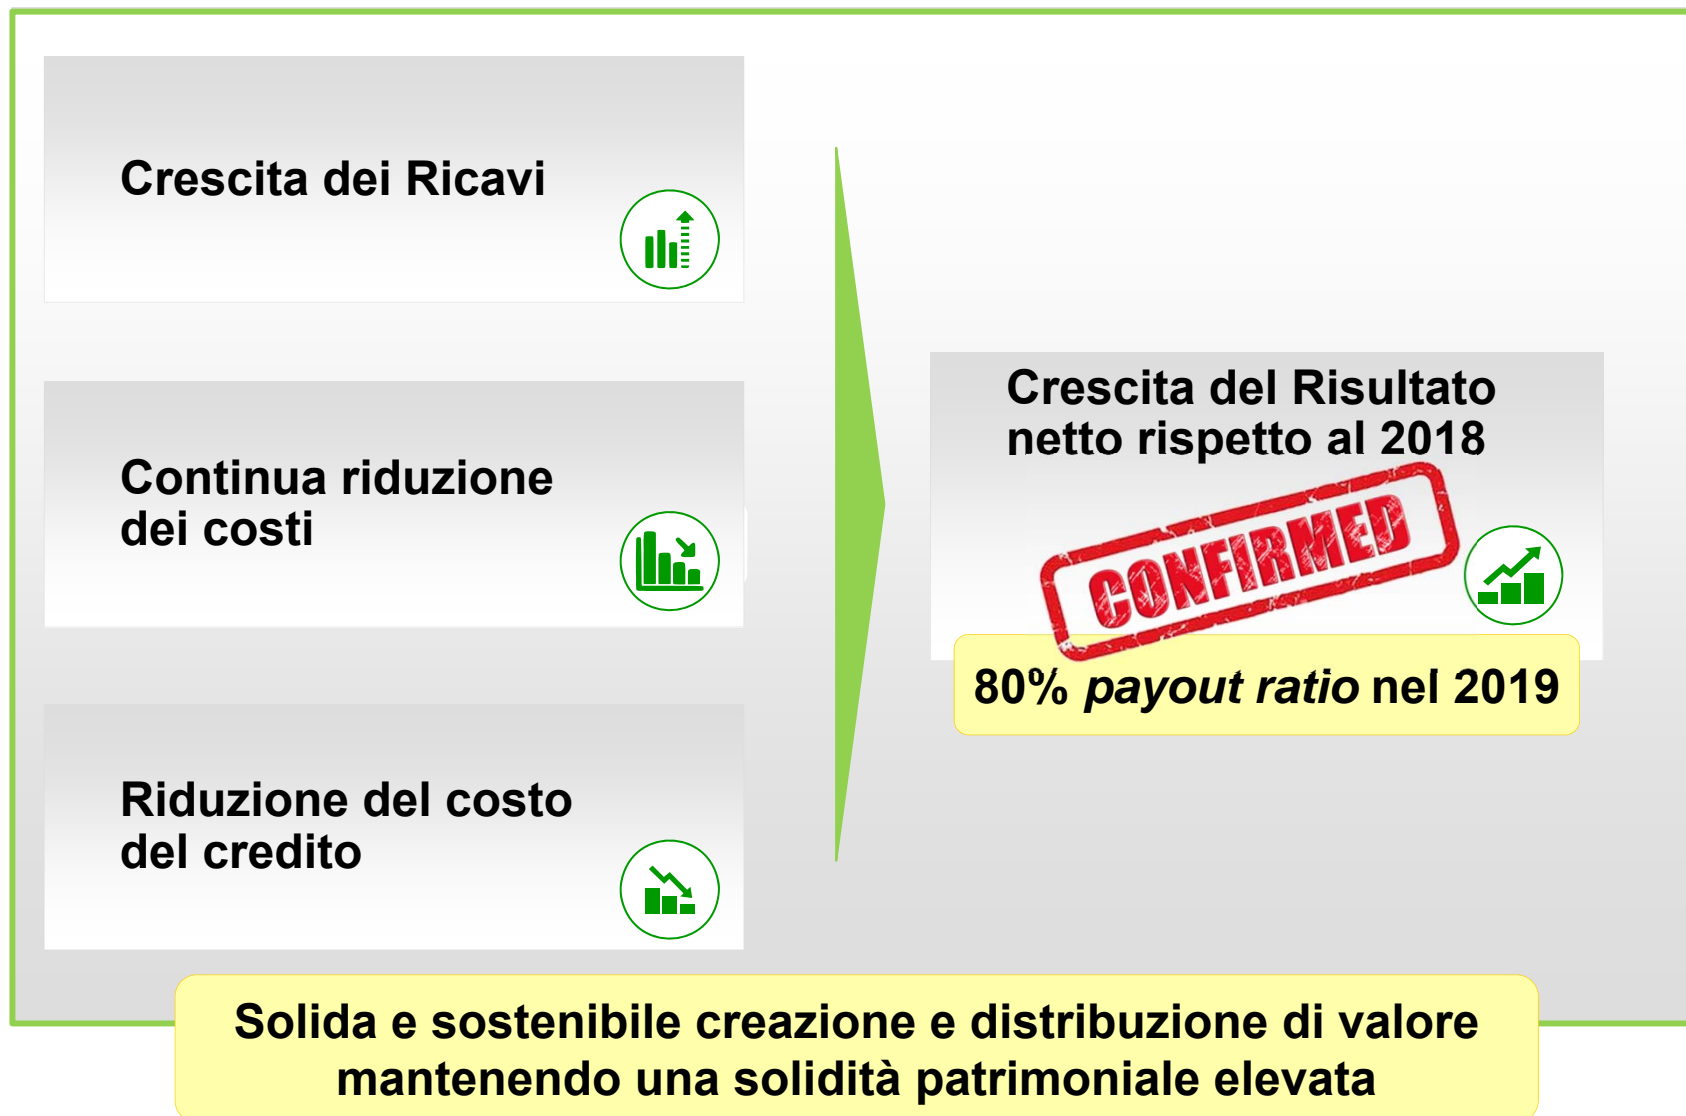 Crescita dei Ricavi
Continua riduzione
dei costi
Riduzione del costo
del credito
Crescita del Risultato
netto rispetto al 2018
CONFIRMED
80% payout ratio nel 2019
Solida e sostenibile creazione e distribuzione di valore
mantenendo una solidità patrimoniale elevata